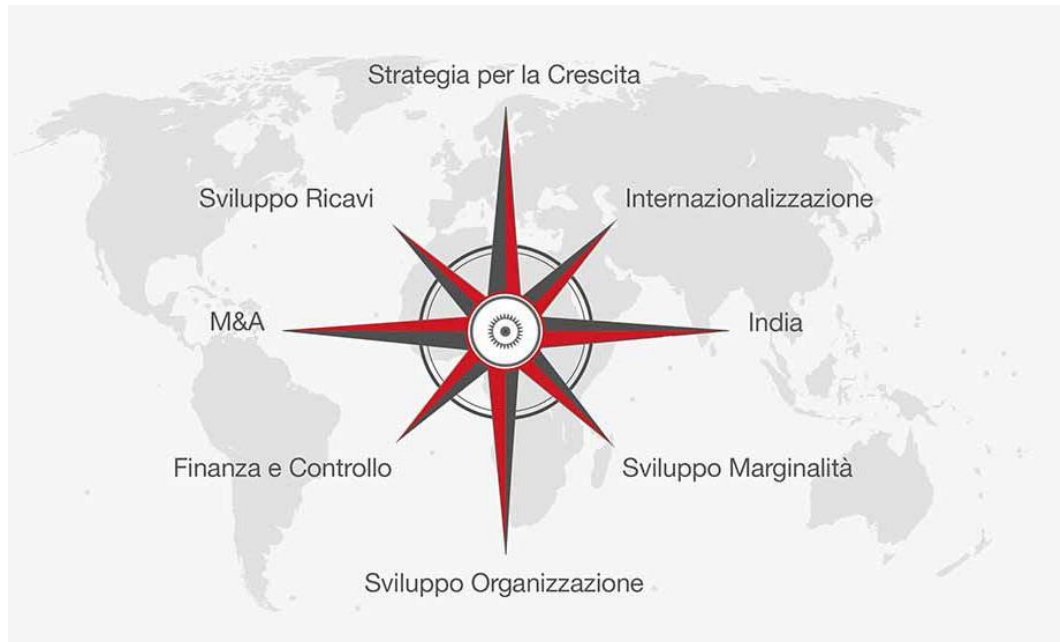 Strategia per la Crescita
Sviluppo Ricavi
Internazionalizzazione
M&A
India
Finanza e Controllo
Sviluppo Marginalità
Sviluppo Organizzazione